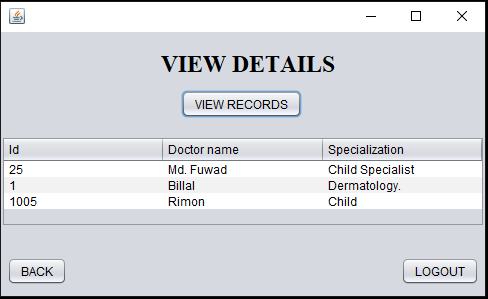 VIEW DETAILS
VIEW RECORDS
Id Doctor name Specialization
25 Md. Fuwad Child Specialist
1 Billal Dermatology.
1005 Rimon Child
BACK LOGOUT